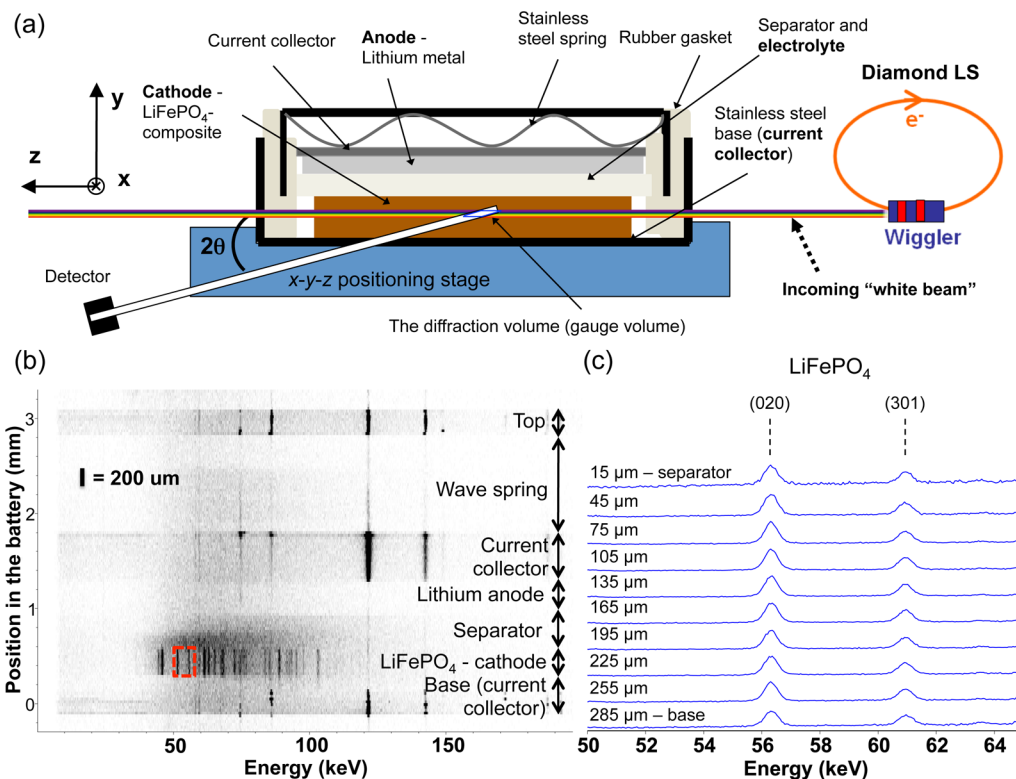 (a)
Current collector
Anode -
Lithium metal
Stainless
steel spring
Rubber gasket
Separator and
electrolyte
Diamond LS
e-
Cathode -
LiFePO₄-
composite
Stainless steel
base (current
collector)
y
z
x
Wiggler
2θ
Detector
x-y-z positioning stage
Incoming “white beam”
The diffraction volume (gauge volume)
(b)
Position in the battery (mm)
3
2
1
0
I = 200 um
Top
Wave spring
Current
collector
Lithium anode
Separator
LiFePO₄ - cathode
Base (current
collector)
50
100
150
Energy (keV)
(c)
LiFePO₄
(020)
(301)
15 µm – separator
45 µm
75 µm
105 µm
135 µm
165 µm
195 µm
225 µm
255 µm
285 µm – base
50 52 54 56 58 60 62 64
Energy (keV)